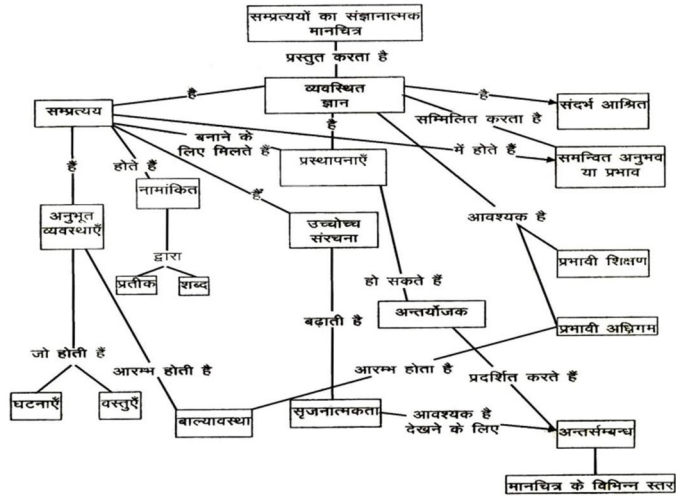 सम्प्रत्ययों का संज्ञानात्मक
मानचित्र
प्रस्तुत करता है
व्यवस्थित
ज्ञान
है
है
संदर्भ आश्रित
सम्प्रत्यय
सम्मिलित करता है
है
बनाने के
लिए मिलते हैं
प्रस्थापनाएँ
में होते हैं
समन्वित अनुभव
या प्रभाव
हैं
होते हैं
नामांकित
हैं
अनुभूत
व्यवस्थाएँ
उच्चोच्च
संरचना
आवश्यक है
द्वारा
प्रतीक
शब्द
प्रभावी शिक्षण
हो सकते हैं
बढ़ाती है
अन्तर्योजक
प्रभावी अधिगम
जो होती हैं
आरम्भ होती है
आरम्भ होता है
प्रदर्शित करते हैं
घटनाएँ
वस्तुएँ
बाल्यावस्था
सृजनात्मकता
आवश्यक है
देखने के लिए
अन्तर्सम्बन्ध
मानचित्र के विभिन्न स्तर